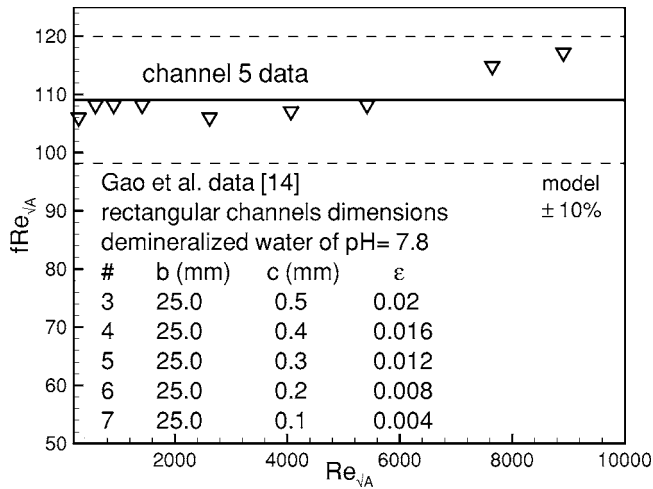 120
channel 5 data
110
100
Gao et al. data [14]
model
rectangular channels dimensions
± 10%
90
demineralized water of pH= 7.8
fRe√A
# b (mm) c (mm) ε
80
3 25.0 0.5 0.02
4 25.0 0.4 0.016
70
5 25.0 0.3 0.012
6 25.0 0.2 0.008
60
7 25.0 0.1 0.004
50
2000 4000 6000 8000 10000
Re√A